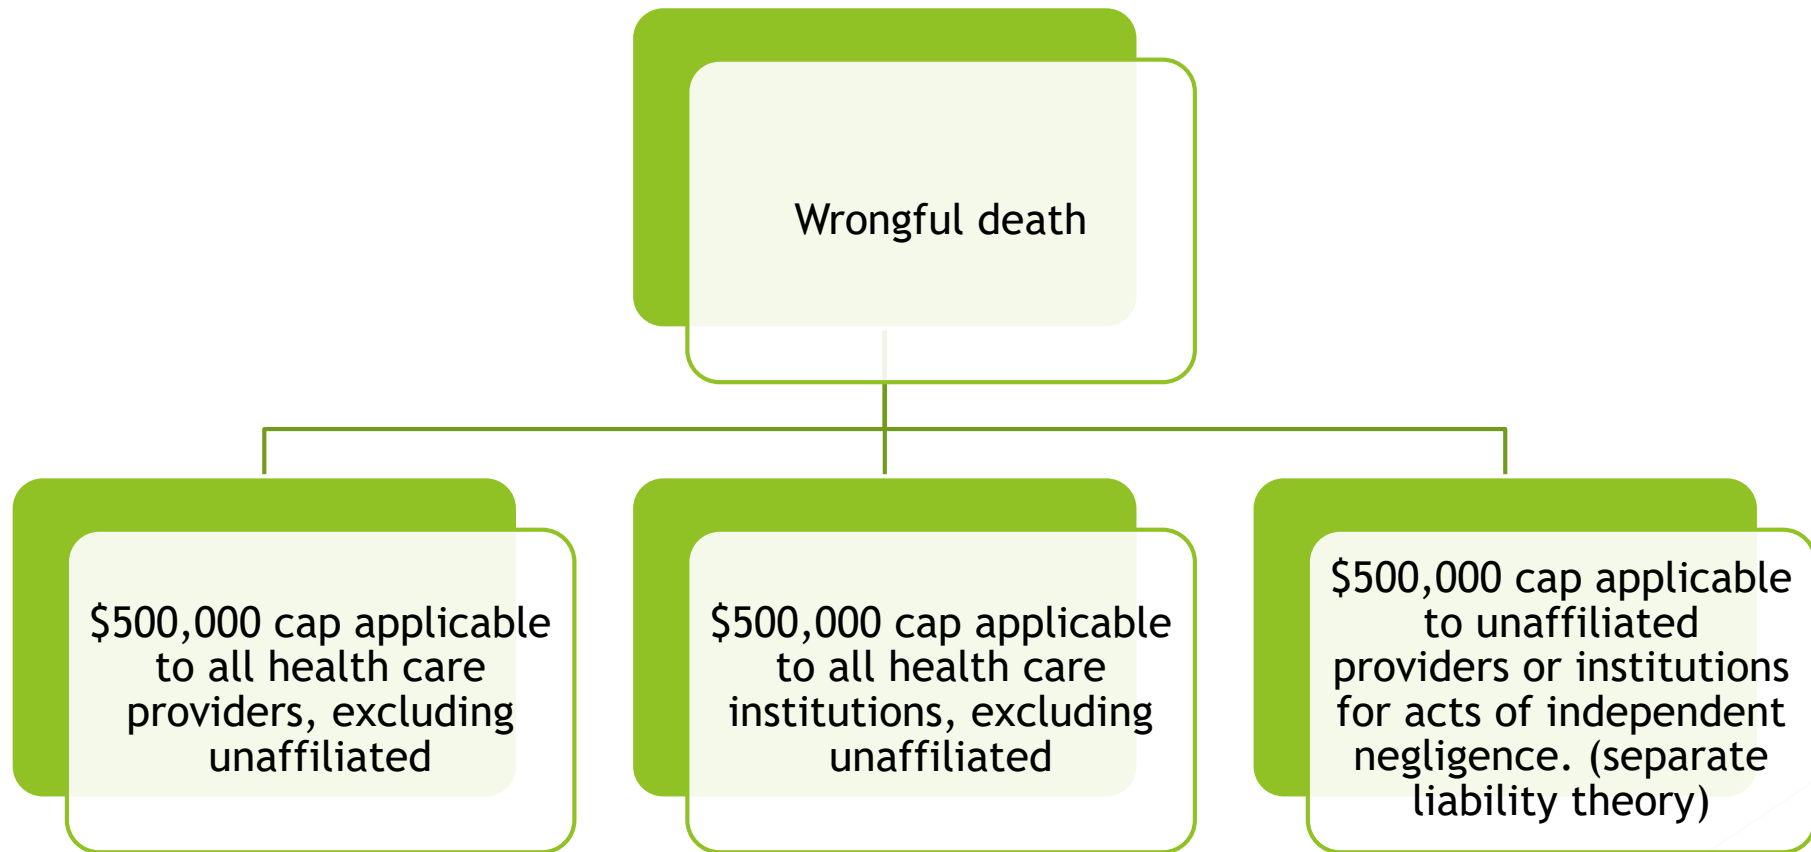 Wrongful death
$500,000 cap applicable
to all health care
providers, excluding
unaffiliated
$500,000 cap applicable
to all health care
institutions, excluding
unaffiliated
$500,000 cap applicable
to unaffiliated
providers or institutions
for acts of independent
negligence. (separate
liability theory)